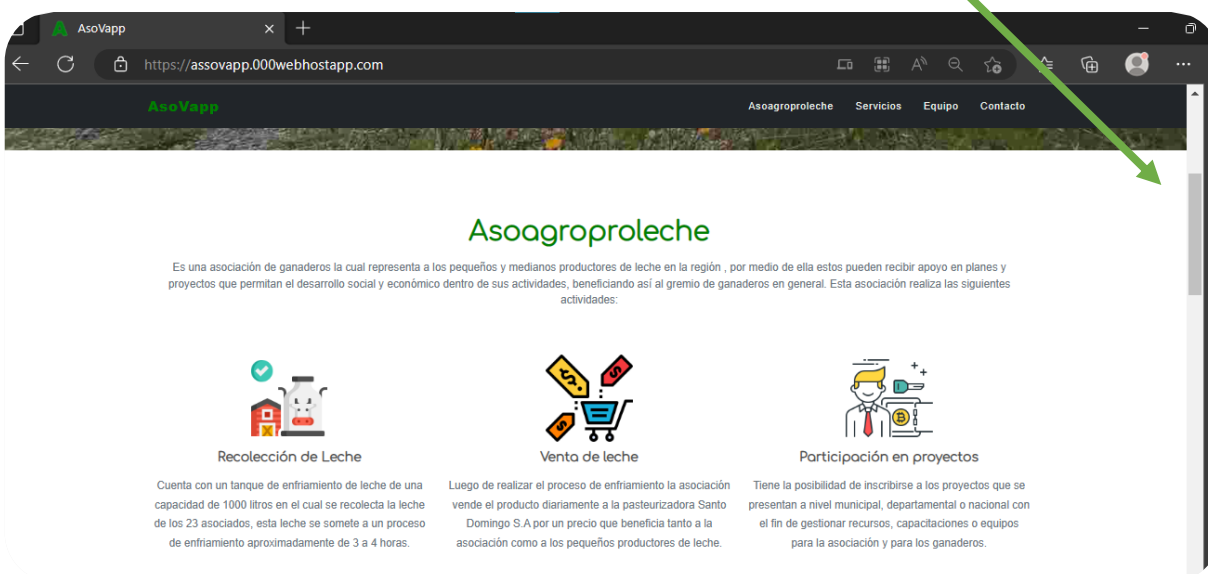 AsoVapp
https://assovapp.000webhostapp.com
AsoVapp
Asoagroproleche Servicios Equipo Contacto
Asoagroproleche
Es una asociación de ganaderos la cual representa a los pequeños y medianos productores de leche en la región , por medio de ella estos pueden recibir apoyo en planes y
proyectos que permitan el desarrollo social y económico dentro de sus actividades, beneficiando así al gremio de ganaderos en general. Esta asociación realiza las siguientes
actividades:
Recolección de Leche
Cuenta con un tanque de enfriamiento de leche de una
capacidad de 1000 litros en el cual se recolecta la leche
de los 23 asociados, esta leche se somete a un proceso
de enfriamiento aproximadamente de 3 a 4 horas.
Venta de leche
Luego de realizar el proceso de enfriamiento la asociación
vende el producto diariamente a la pasteurizadora Santo
Domingo S.A por un precio que beneficia tanto a la
asociación como a los pequeños productores de leche.
Participación en proyectos
Tiene la posibilidad de inscribirse a los proyectos que se
presentan a nivel municipal, departamental o nacional con
el fin de gestionar recursos, capacitaciones o equipos
para la asociación y para los ganaderos.